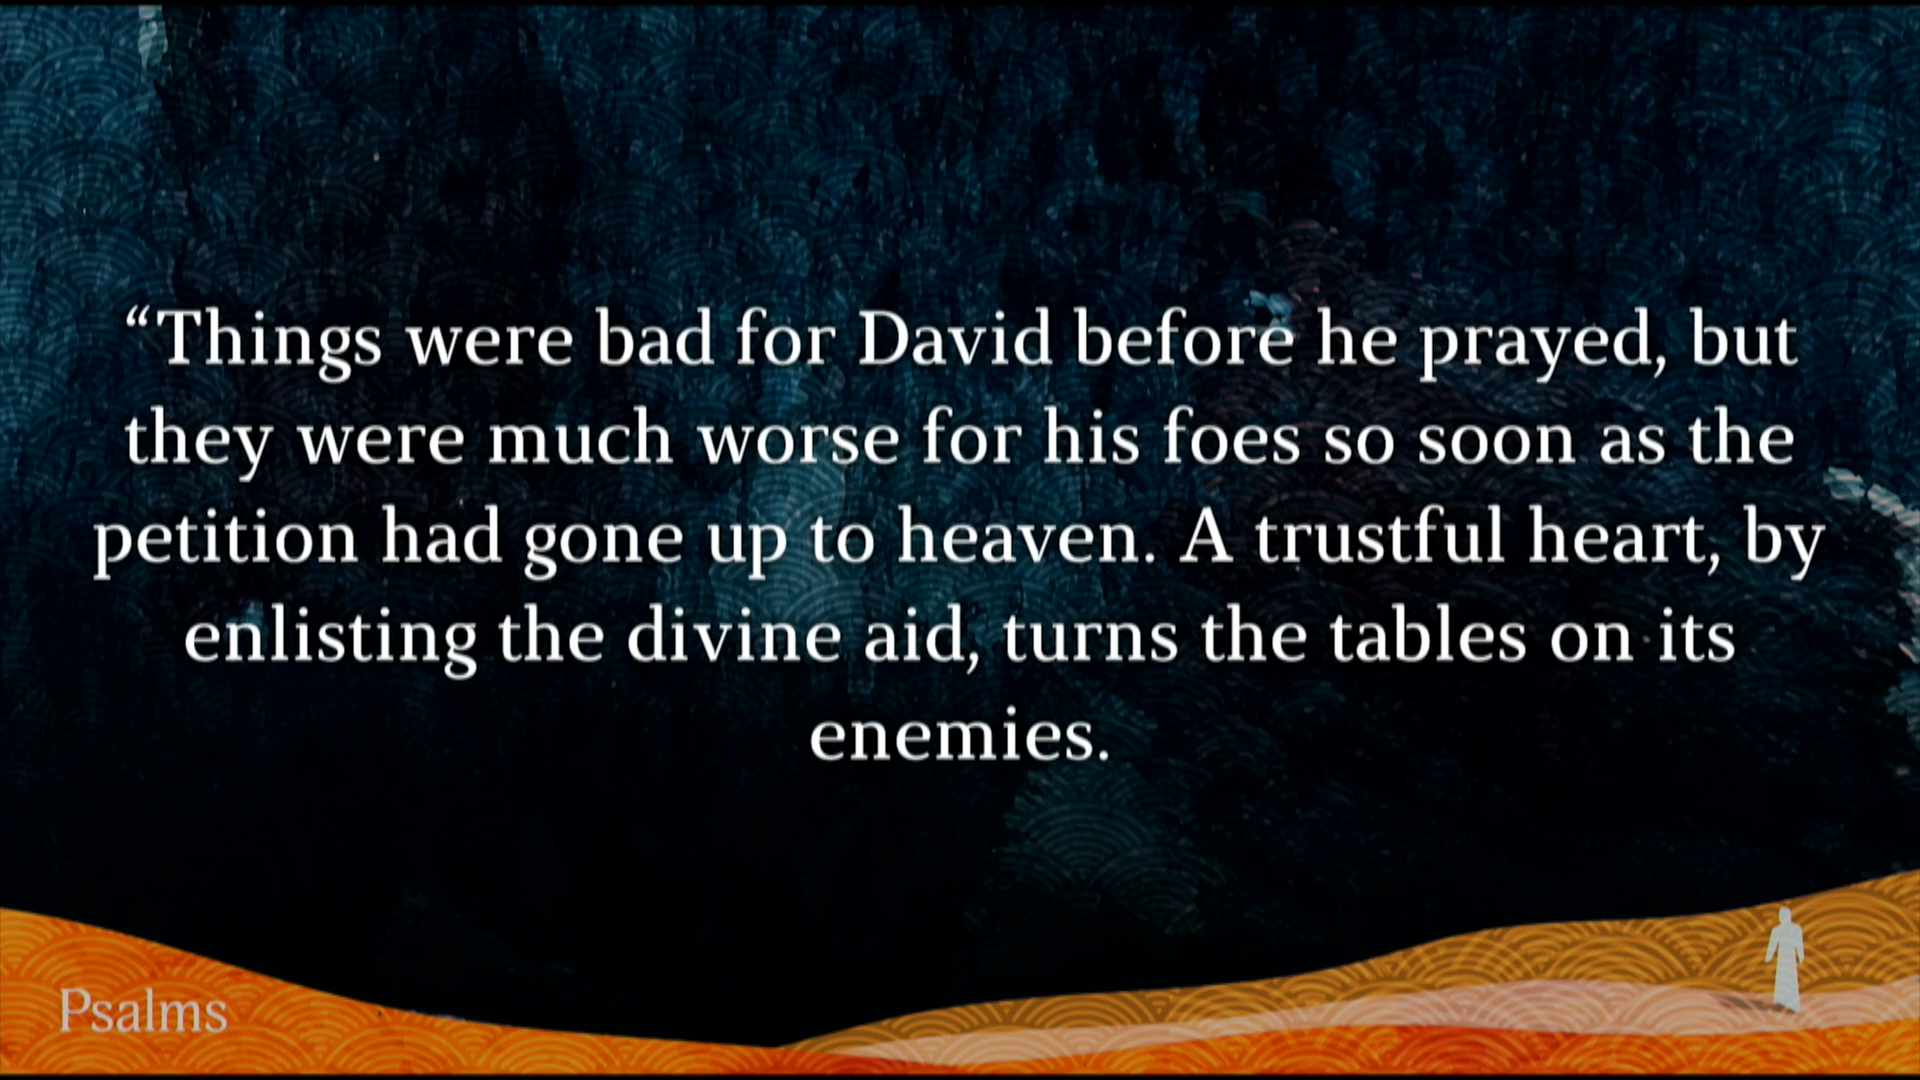 “Things were bad for David before he prayed, but
they were much worse for his foes so soon as the
petition had gone up to heaven. A trustful heart, by
enlisting the divine aid, turns the tables on its
enemies.
Psalms